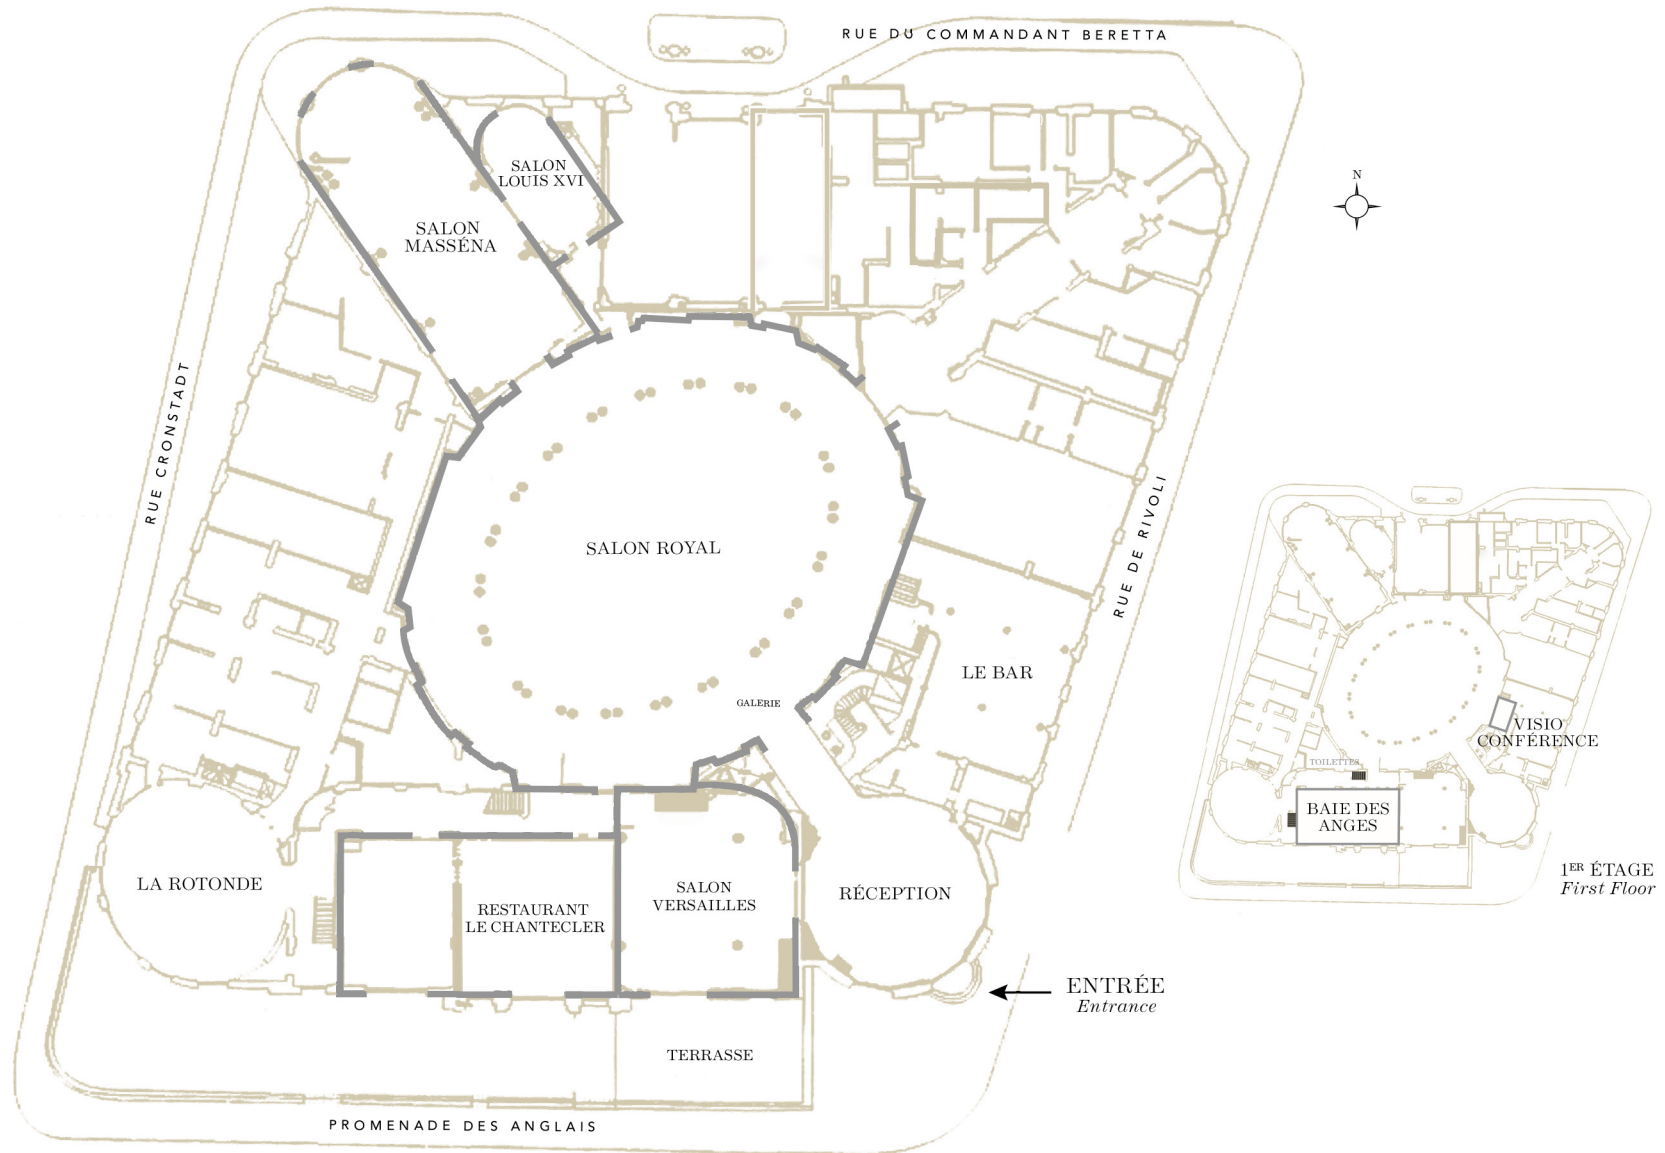 RUE DU COMMANDANT BERETTA
SALON
LOUIS XVI
N
SALON
MASSÉNA
RUE CRONSTADT
RUE DE RIVOLI
SALON ROYAL
LE BAR
GALERIE
VISIO
CONFÉRENCE
TOILETTES
BAIE DES
ANGES
1ER ÉTAGE
First Floor
LA ROTONDE
RESTAURANT
LE CHANTECLER
SALON
VERSAILLES
RÉCEPTION
ENTRÉE
Entrance
TERRASSE
PROMENADE DES ANGLAIS